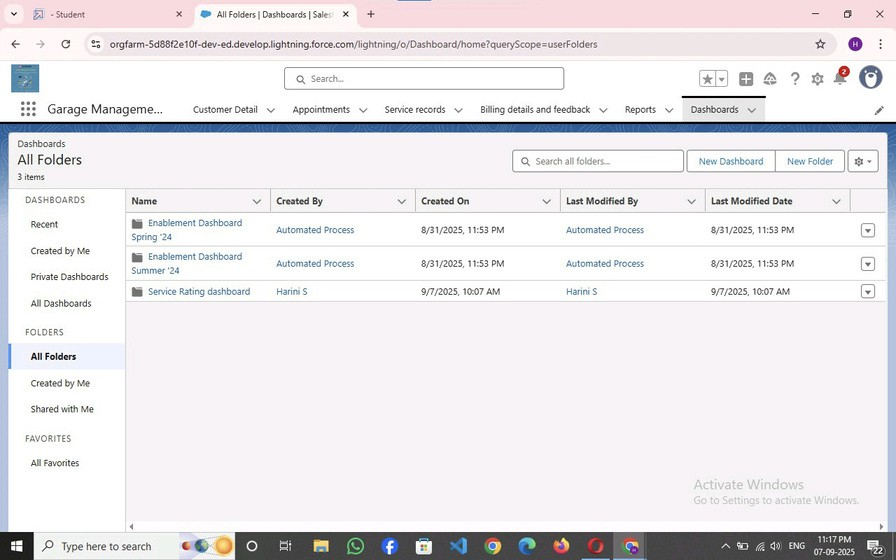 - Student
All Folders | Dashboards | Sales
orgfarm-5d88f2e10f-dev-ed.develop.lightning.force.com/lightning/o/Dashboard/home?queryScope=userFolders
H
Search...
2
Garage Manageme...
Customer Detail
Appointments
Service records
Billing details and feedback
Reports
Dashboards
Dashboards
All Folders
3 items
Search all folders...
New Dashboard
New Folder
DASHBOARDS
Recent
Created by Me
Private Dashboards
All Dashboards
FOLDERS
All Folders
Created by Me
Shared with Me
FAVORITES
All Favorites
Name Created By Created On Last Modified By Last Modified Date
Enablement Dashboard
Spring '24 Automated Process 8/31/2025, 11:53 PM Automated Process 8/31/2025, 11:53 PM
Enablement Dashboard
Summer '24 Automated Process 8/31/2025, 11:53 PM Automated Process 8/31/2025, 11:53 PM
Service Rating dashboard Harini S 9/7/2025, 10:07 AM Harini S 9/7/2025, 10:07 AM
Activate Windows
Go to Settings to activate Windows.
Type here to search
ENG
11:17 PM
07-09-2025
22